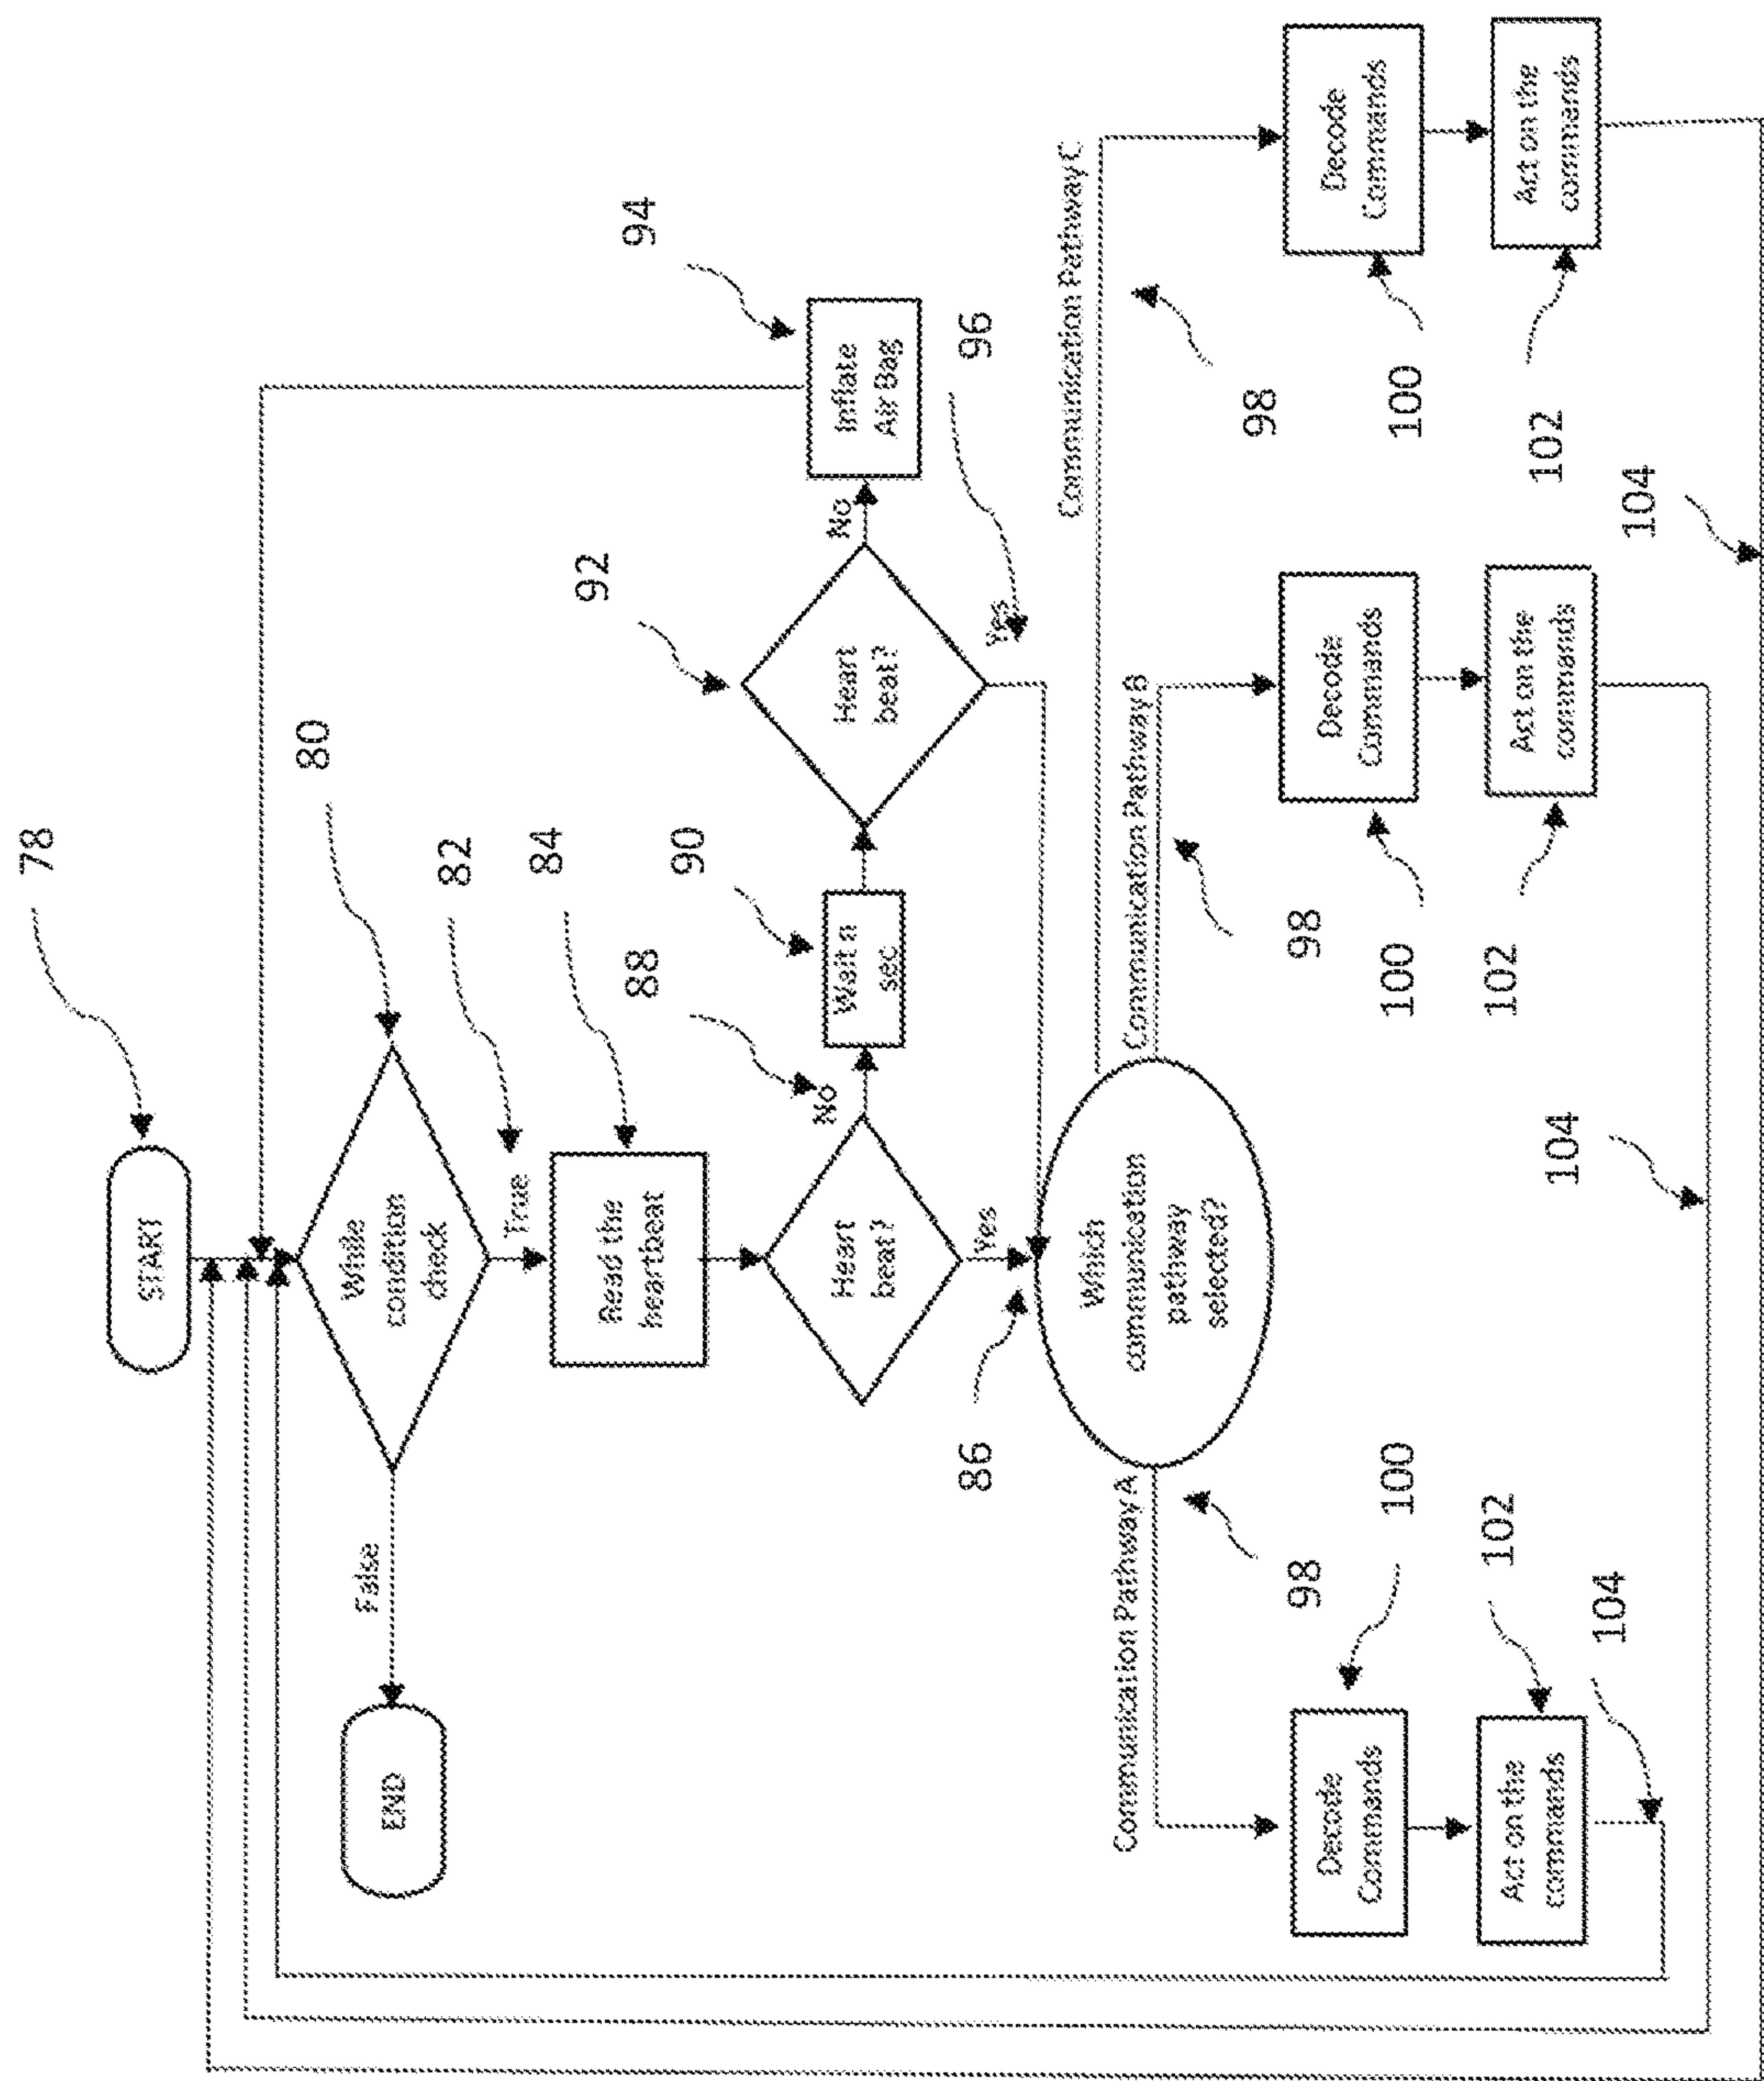 78
START
80
While
condition
check
False
END
82
True
84
Read the
heartbeat
88
No
Heart
beat?
90
Wait a
sec
92
Heart
beat?
No
94
Inflate
Air Bag
96
Yes
86
Yes
Which
communication
pathway
selected?
Communication Pathway A
98
Communication Pathway B
98
Communication Pathway C
98
Decode
Commands
100
Act on the
commands
102
104
Decode
Commands
100
Act on the
commands
102
104
Decode
Commands
100
Act on the
commands
102
104